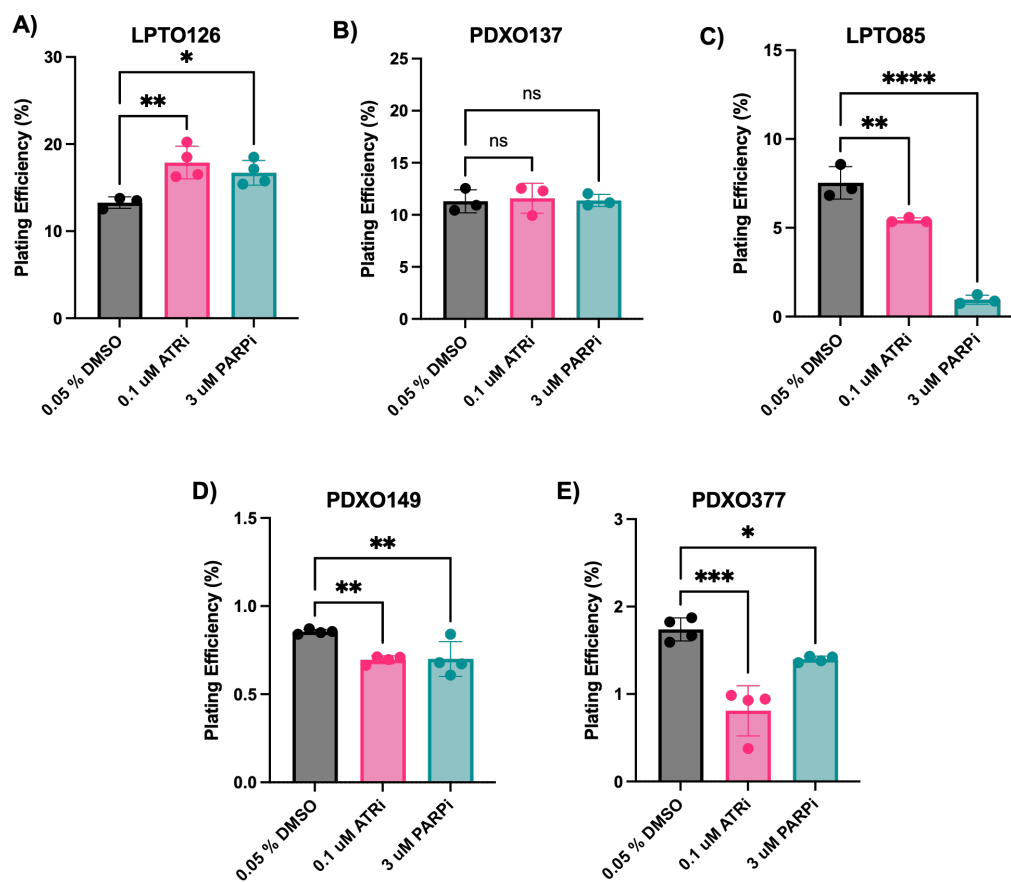 A)
LPTO126
Plating Efficiency (%)
30
20
10
0
*
**
0.05 % DMSO
0.1 uM ATRi
3 uM PARPi
B)
PDXO137
Plating Efficiency (%)
25
20
15
10
5
0
ns
ns
0.05 % DMSO
0.1 uM ATRi
3 uM PARPi
C)
LPTO85
Plating Efficiency (%)
15
10
5
0
****
**
0.05 % DMSO
0.1 uM ATRi
3 uM PARPi
D)
PDXO149
Plating Efficiency (%)
1.5
1.0
0.5
0.0
**
**
0.05 % DMSO
0.1 uM ATRi
3 uM PARPi
E)
PDXO377
Plating Efficiency (%)
3
2
1
0
*
***
0.05 % DMSO
0.1 uM ATRi
3 uM PARPi